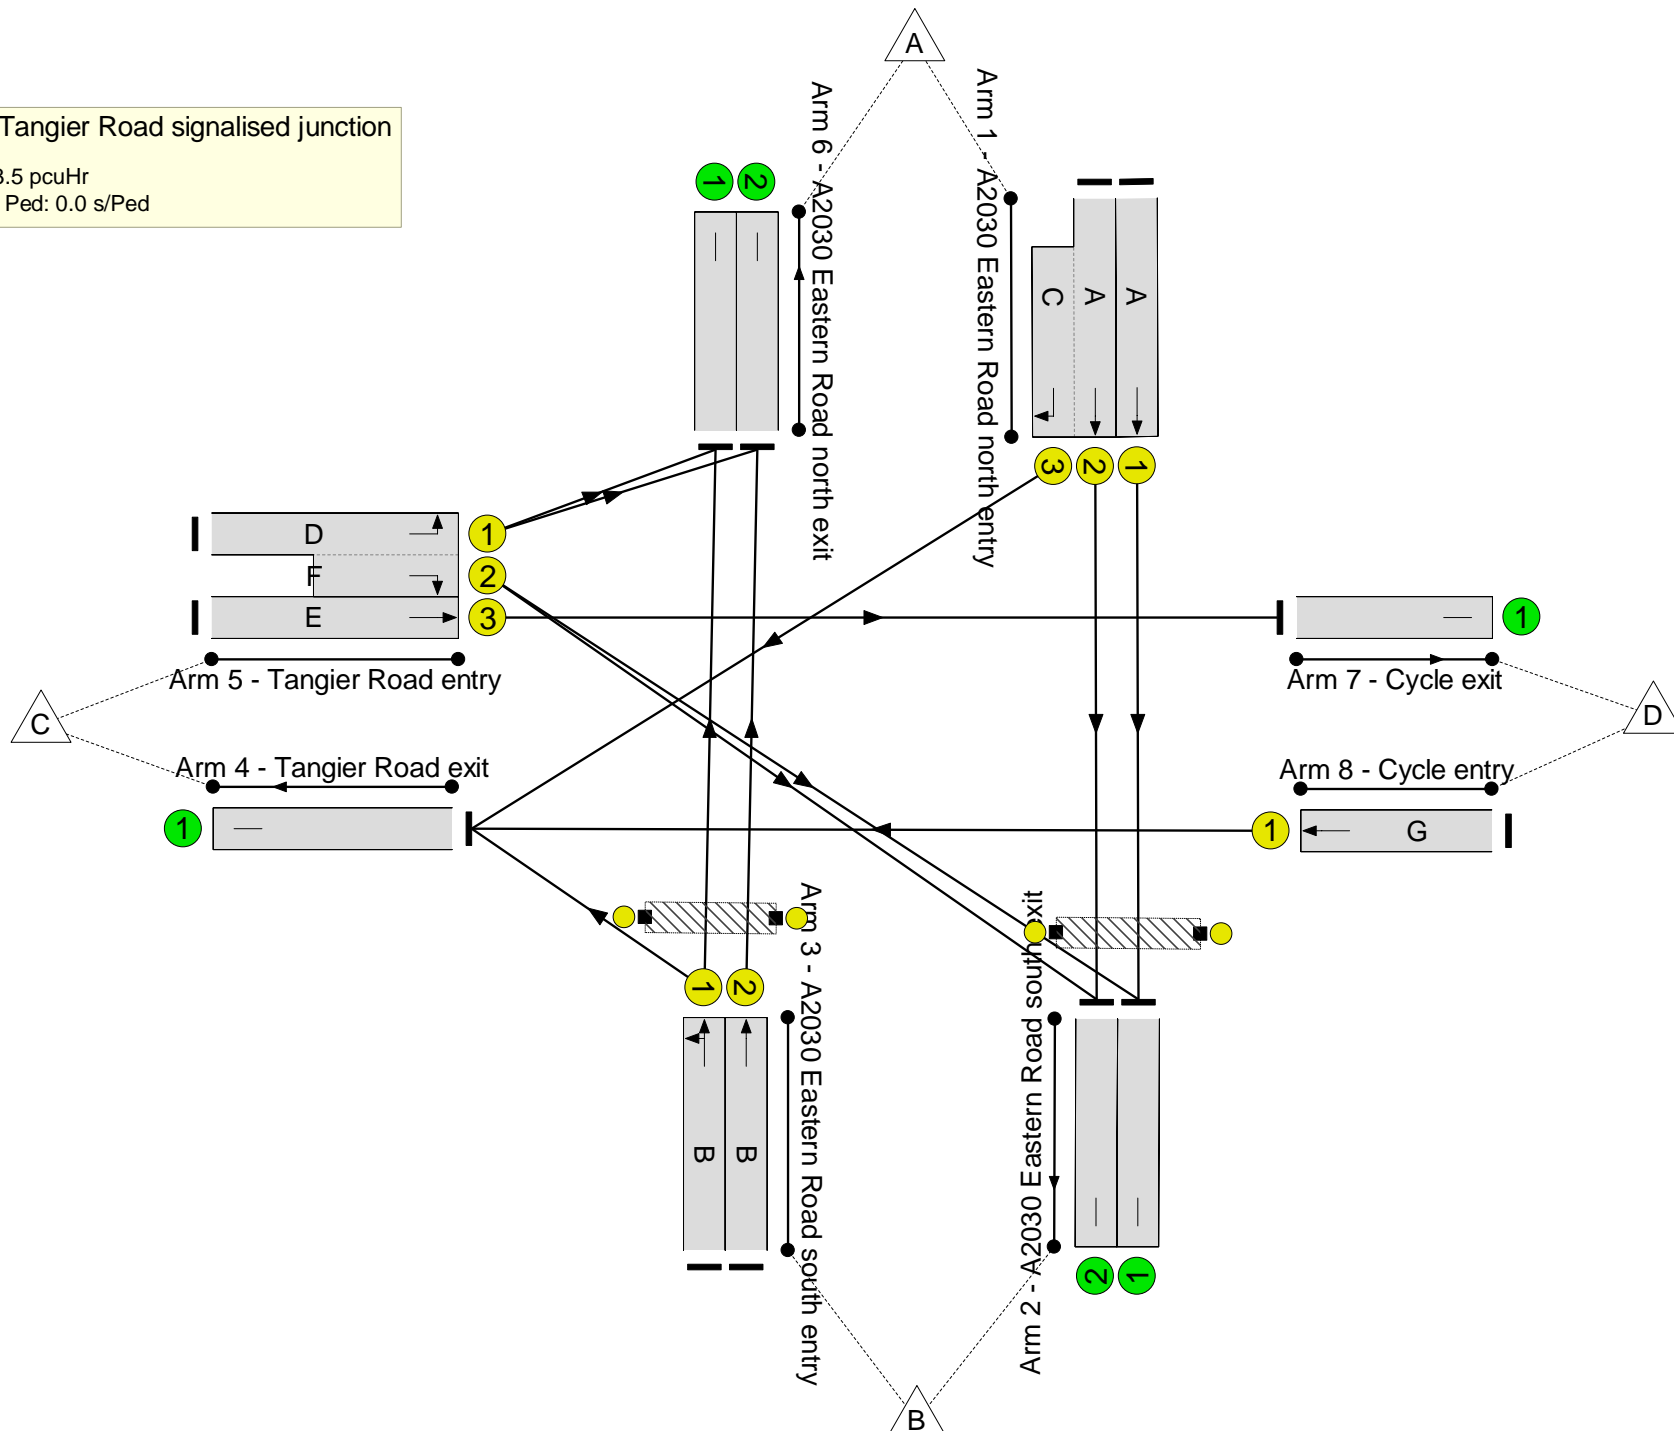 A
Tangier Road signalised junction
3.5 pcuHr
Ped: 0.0 s/Ped
Arm 6 - A2030 Eastern Road north exit
Arm 1 - A2030 Eastern Road north entry
1
2
C
A
A
3
2
1
D
F
E
1
2
3
1
Arm 5 - Tangier Road entry
Arm 7 - Cycle exit
C
D
Arm 4 - Tangier Road exit
Arm 8 - Cycle entry
1
1
G
Arm 3 - A2030 Eastern Road south entry
Arm 2 - A2030 Eastern Road south exit
1
2
B
B
2
1
B